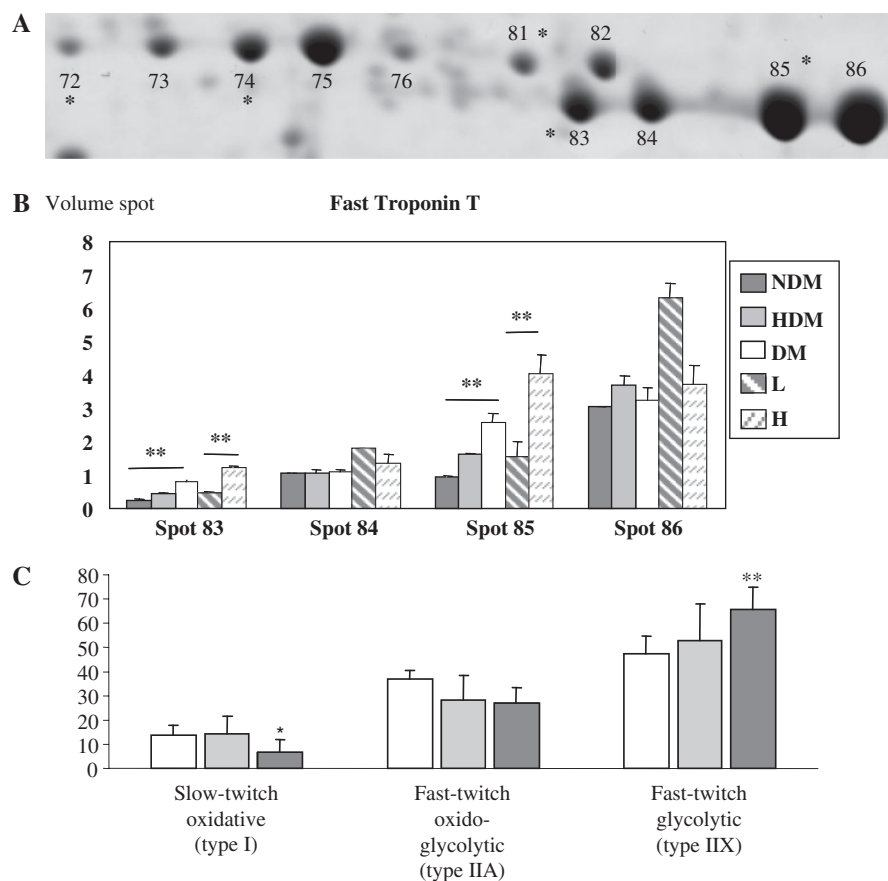 A
81 * 82
72 73 74 75 76 85 * 86
* * * 83 84
B Volume spot Fast Troponin T
8
7
6
5
4
3
2
1
0
** ** ** **
Spot 83 Spot 84 Spot 85 Spot 86
NDM
HDM
DM
L
H
C
80
70
60
50
40
30
20
10
0
* **
Slow-twitch
oxidative
(type I)
Fast-twitch
oxido-
glycolytic
(type IIA)
Fast-twitch
glycolytic
(type IIX)